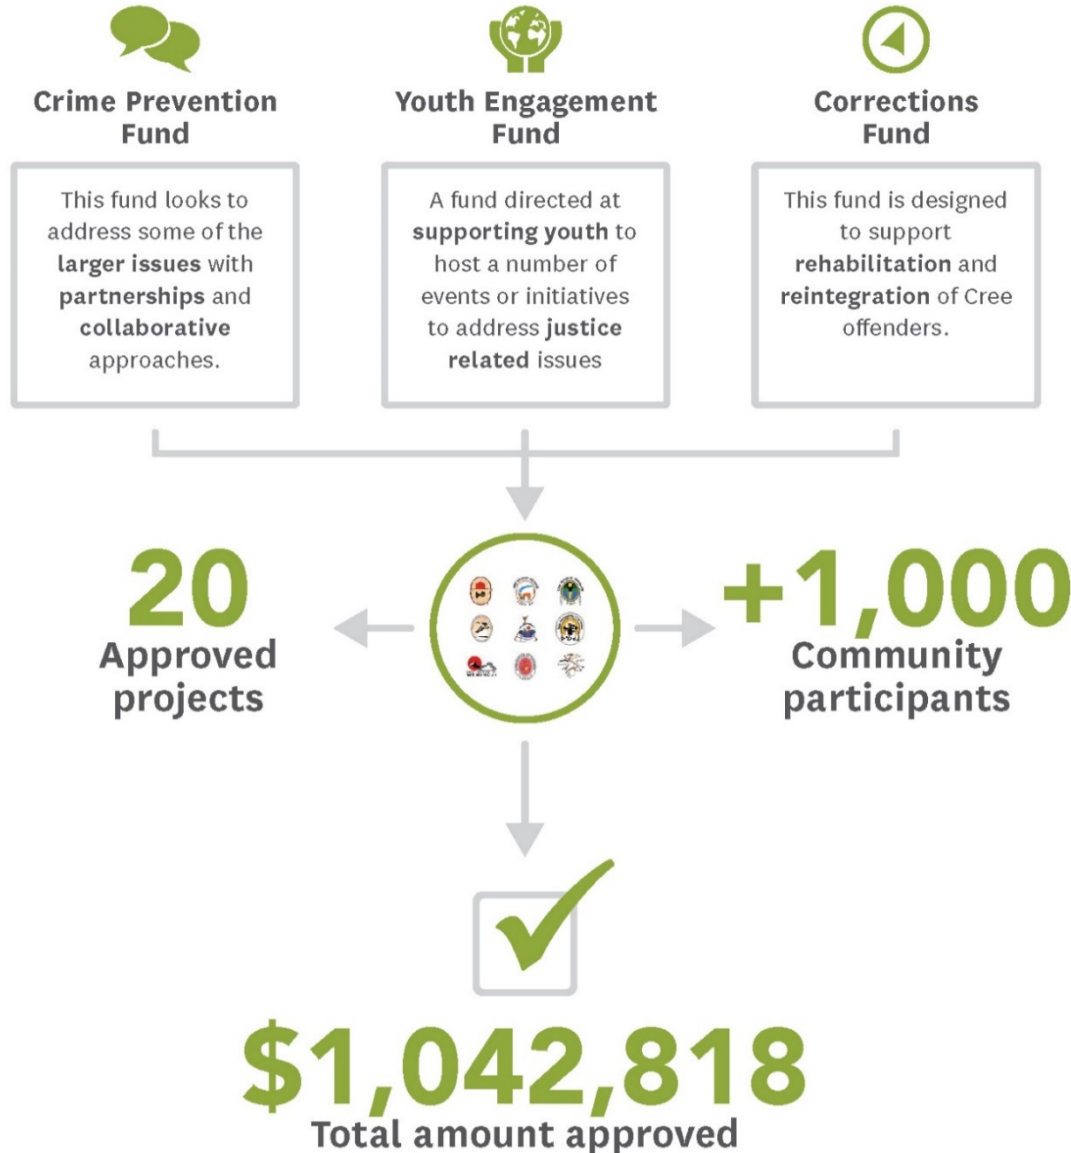 Crime Prevention
Fund
This fund looks to
address some of the
larger issues with
partnerships and
collaborative
approaches.
Youth Engagement
Fund
A fund directed at
supporting youth to
host a number of
events or initiatives
to address justice
related issues
Corrections
Fund
This fund is designed
to support
rehabilitation and
reintegration of Cree
offenders.
20
Approved
projects
+1,000
Community
participants
$1,042,818
Total amount approved